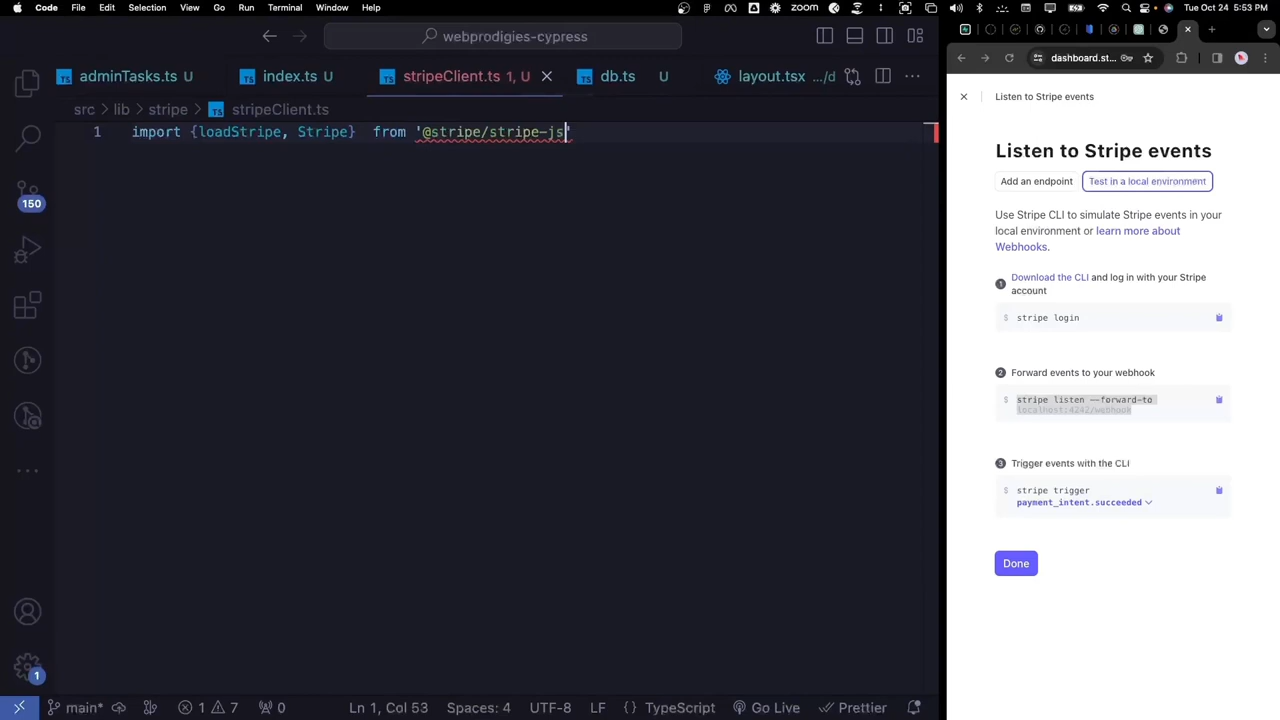 Code File Edit Selection View Go Run Terminal Window Help
zoom
Tue Oct 24 5:53 PM
webprodigies-cypress
adminTasks.ts U
index.ts U
stripeClient.ts 1, U
db.ts U
layout.tsx .../d
src > lib > stripe > stripeClient.ts
1 import {loadStripe, Stripe} from '@stripe/stripe-js'
150
1
main*
1 7
0
Ln 1, Col 53
Spaces: 4
UTF-8
LF
{} TypeScript
Go Live
Prettier
dashboard.st...
Listen to Stripe events
Listen to Stripe events
Add an endpoint
Test in a local environment
Use Stripe CLI to simulate Stripe events in your
local environment or learn more about
Webhooks.
1 Download the CLI and log in with your Stripe
account
$ stripe login
2 Forward events to your webhook
$ stripe listen --forward-to
localhost:4242/webhook
3 Trigger events with the CLI
$ stripe trigger
payment_intent.succeeded
Done